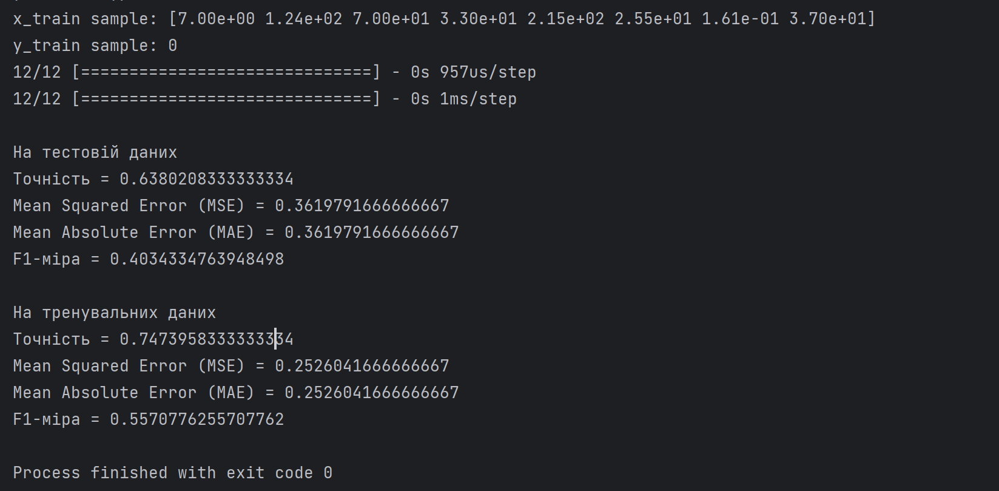 x_train sample: [7.00e+00 1.24e+02 7.00e+01 3.30e+01 2.15e+02 2.55e+01 1.61e-01 3.70e+01]
y_train sample: 0
12/12 [==============================] - 0s 957us/step
12/12 [==============================] - 0s 1ms/step
На тестовій даних
Точність = 0.6380208333333334
Mean Squared Error (MSE) = 0.3619791666666667
Mean Absolute Error (MAE) = 0.3619791666666667
F1-міра = 0.4034334763948498
На тренувальних даних
Точність = 0.7473958333333334
Mean Squared Error (MSE) = 0.2526041666666667
Mean Absolute Error (MAE) = 0.2526041666666667
F1-міра = 0.5570776255707762
Process finished with exit code 0